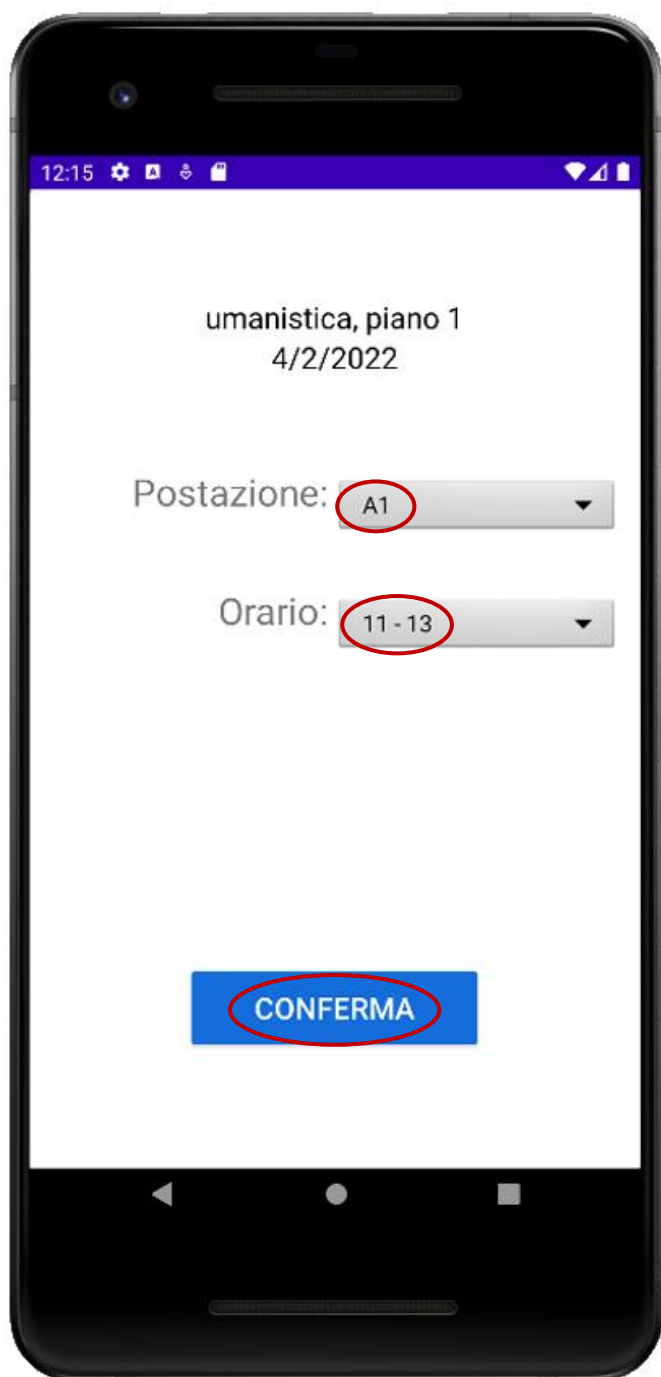 12:15
umanistica, piano 1
4/2/2022
Postazione: A1
Orario: 11 - 13
CONFERMA